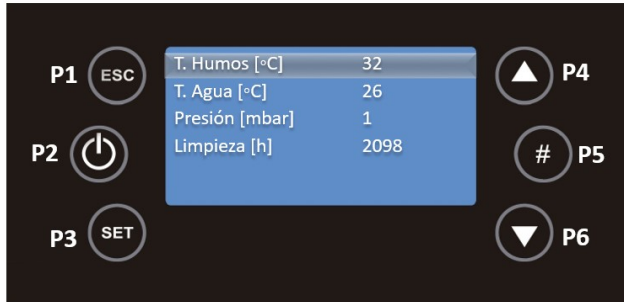 P1 ESC
P2
P3 SET
T. Humos [°C] 32
T. Agua [°C] 26
Presión [mbar] 1
Limpieza [h] 2098
P4
# P5
P6